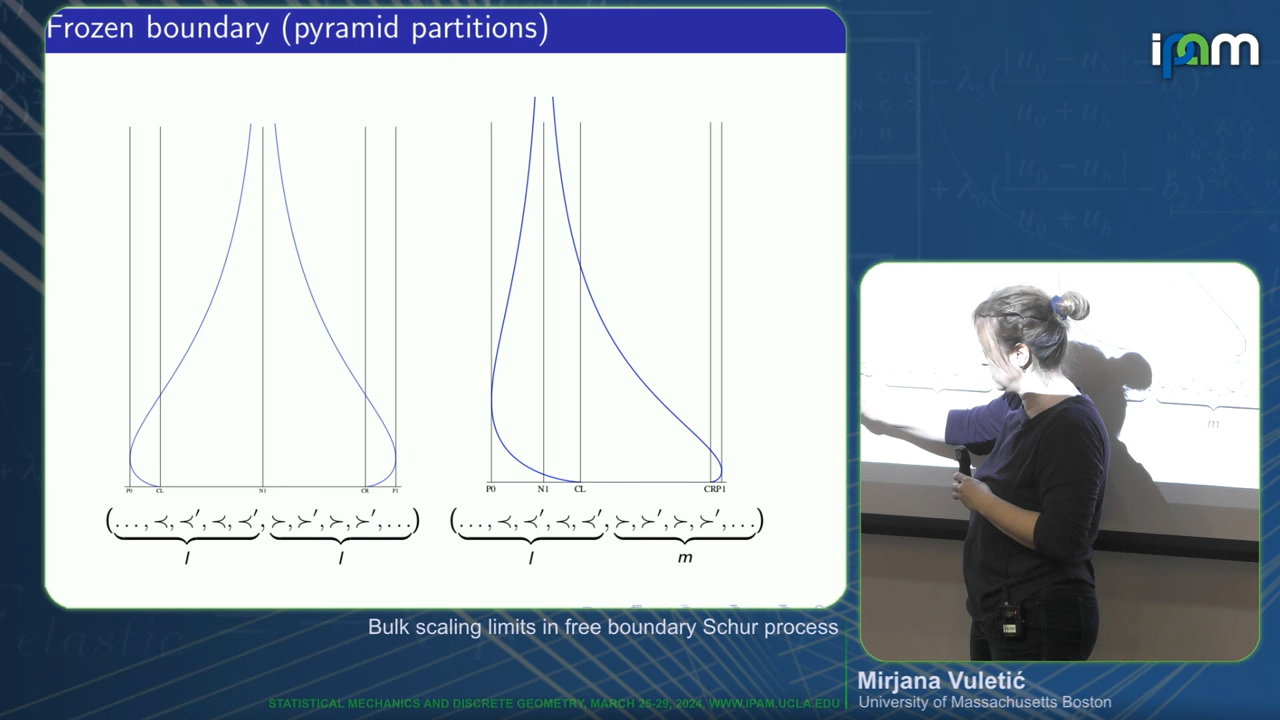 Frozen boundary (pyramid partitions)
ipam
P0 CL N1 CR P1
P0 N1 CL CRP1
(..., ≺, ≺′, ≺, ≺′, ≻, ≻′, ≻, ≻′, ...)
l l
(..., ≺, ≺′, ≺, ≺′, ≻, ≻′, ≻, ≻′, ...)
l m
m
Bulk scaling limits in free boundary Schur process
Mirjana Vuletić
University of Massachusetts Boston
STATISTICAL MECHANICS AND DISCRETE GEOMETRY, MARCH 25-29, 2024, WWW.IPAM.UCLA.EDU
elastic